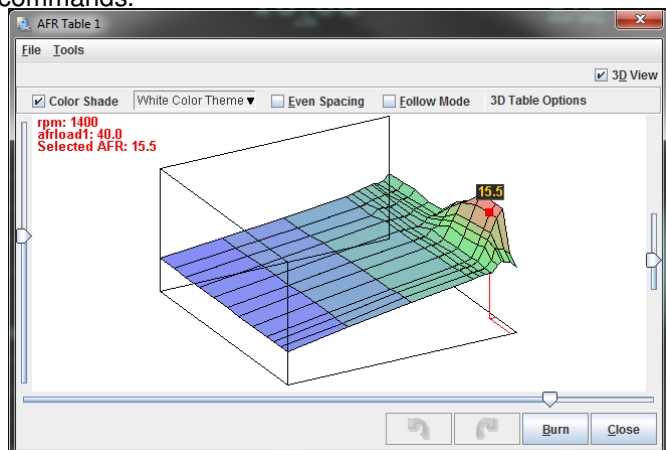 commands.
AFR Table 1
File Tools
3D View
Color Shade White Color Theme Even Spacing Follow Mode 3D Table Options
rpm: 1400
afrload1: 40.0
Selected AFR: 15.5
15.5
Burn Close